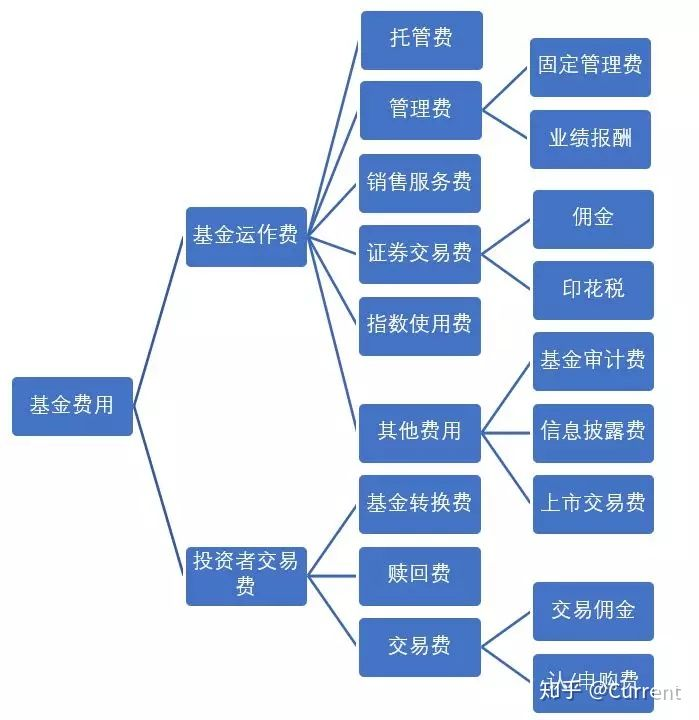 托管费
固定管理费
管理费
业绩报酬
销售服务费
佣金
基金运作费
证券交易费
印花税
指数使用费
基金审计费
基金费用
其他费用
信息披露费
上市交易费
基金转换费
投资者交易
费
赎回费
交易佣金
交易费
认/申购费
知乎 @Current